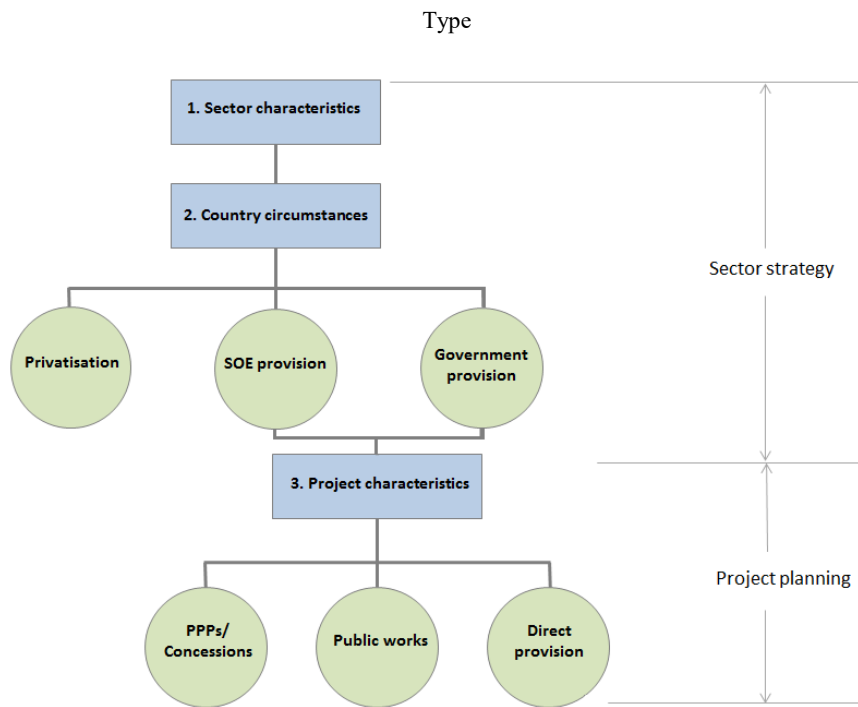 Type
1. Sector characteristics
2. Country circumstances
Sector strategy
Privatisation
SOE provision
Government
provision
3. Project characteristics
Project planning
PPPs/
Concessions
Public works
Direct
provision